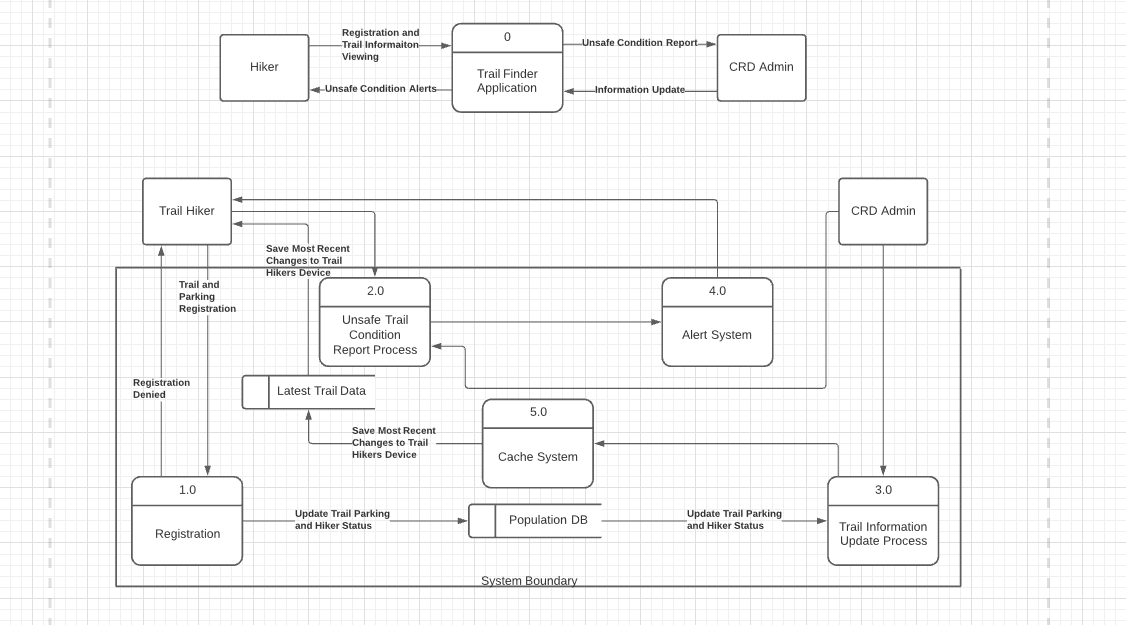 Registration and
Trail Informaiton
Viewing
Hiker
Unsafe Condition Alerts
0
Trail Finder
Application
Unsafe Condition Report
Information Update
CRD Admin
Trail Hiker
CRD Admin
Save Most Recent
Changes to Trail
Hikers Device
Trail and
Parking
Registration
2.0
Unsafe Trail
Condition
Report Process
4.0
Alert System
Registration
Denied
Latest Trail Data
5.0
Cache System
Save Most Recent
Changes to Trail
Hikers Device
1.0
Registration
Update Trail Parking
and Hiker Status
Population DB
Update Trail Parking
and Hiker Status
3.0
Trail Information
Update Process
System Boundary